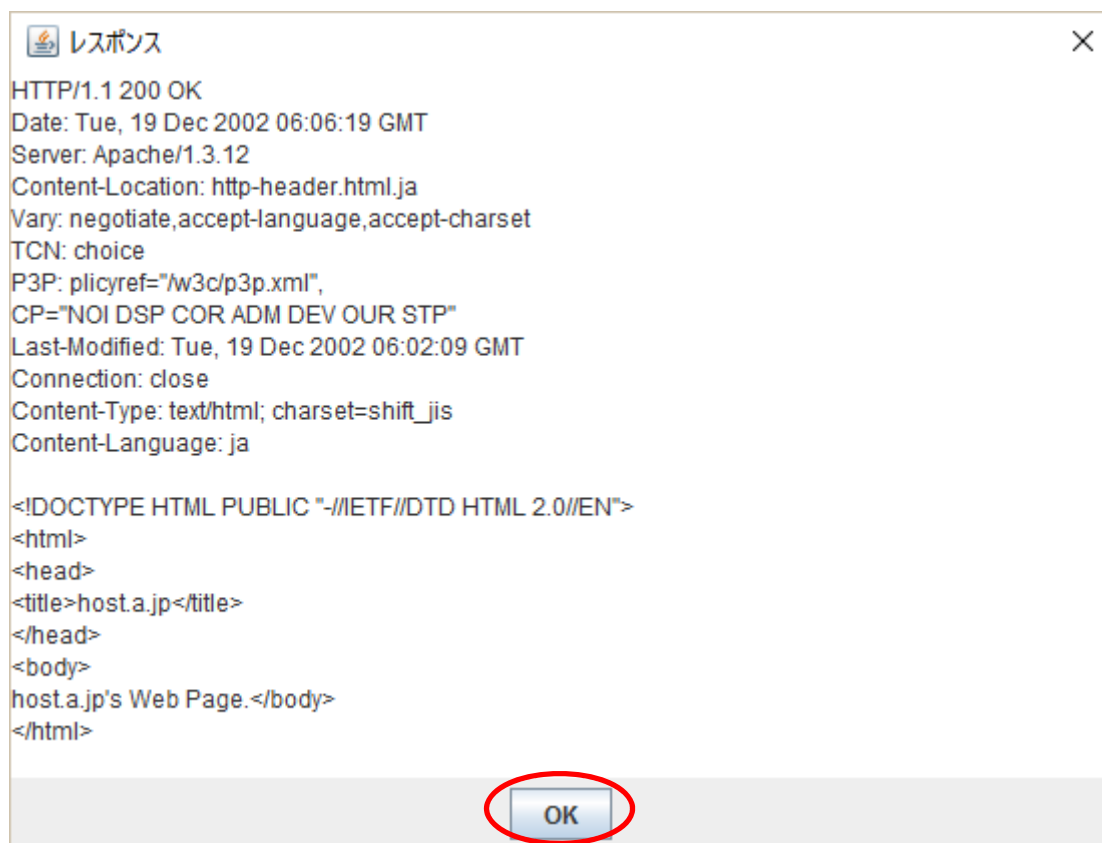 レスポンス
HTTP/1.1 200 OK
Date: Tue, 19 Dec 2002 06:06:19 GMT
Server: Apache/1.3.12
Content-Location: http-header.html.ja
Vary: negotiate,accept-language,accept-charset
TCN: choice
P3P: plicyref="/w3c/p3p.xml",
CP="NOI DSP COR ADM DEV OUR STP"
Last-Modified: Tue, 19 Dec 2002 06:02:09 GMT
Connection: close
Content-Type: text/html; charset=shift_jis
Content-Language: ja
<!DOCTYPE HTML PUBLIC "-//IETF//DTD HTML 2.0//EN">
<html>
<head>
<title>host.a.jp</title>
</head>
<body>
host.a.jp's Web Page.</body>
</html>
OK